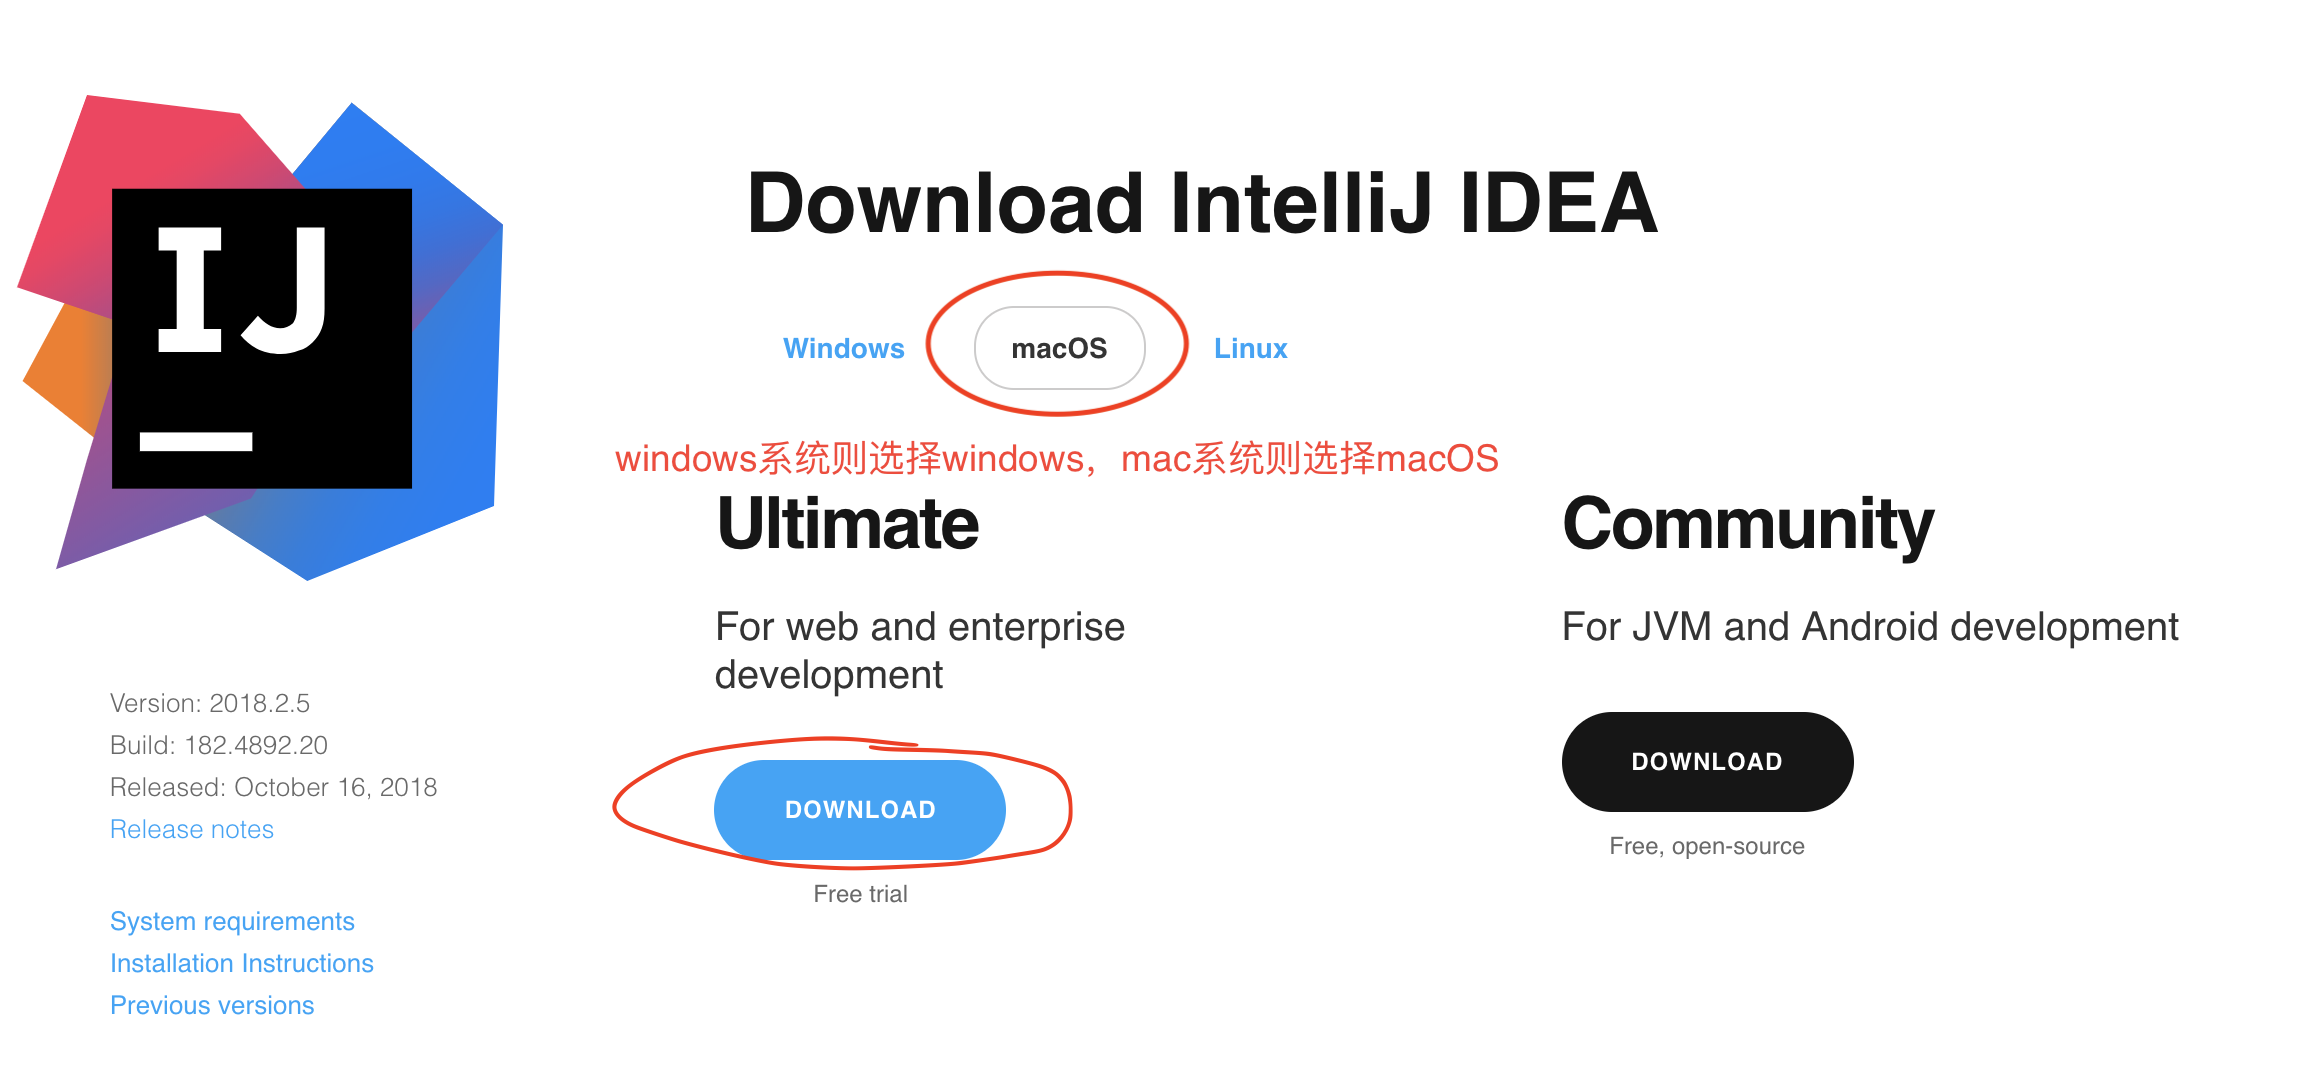 IJ
Download IntelliJ IDEA
Windows macOS Linux
windows系统则选择windows，mac系统则选择macOS
Ultimate
For web and enterprise
development
DOWNLOAD
Free trial
Community
For JVM and Android development
DOWNLOAD
Free, open-source
Version: 2018.2.5
Build: 182.4892.20
Released: October 16, 2018
Release notes
System requirements
Installation Instructions
Previous versions